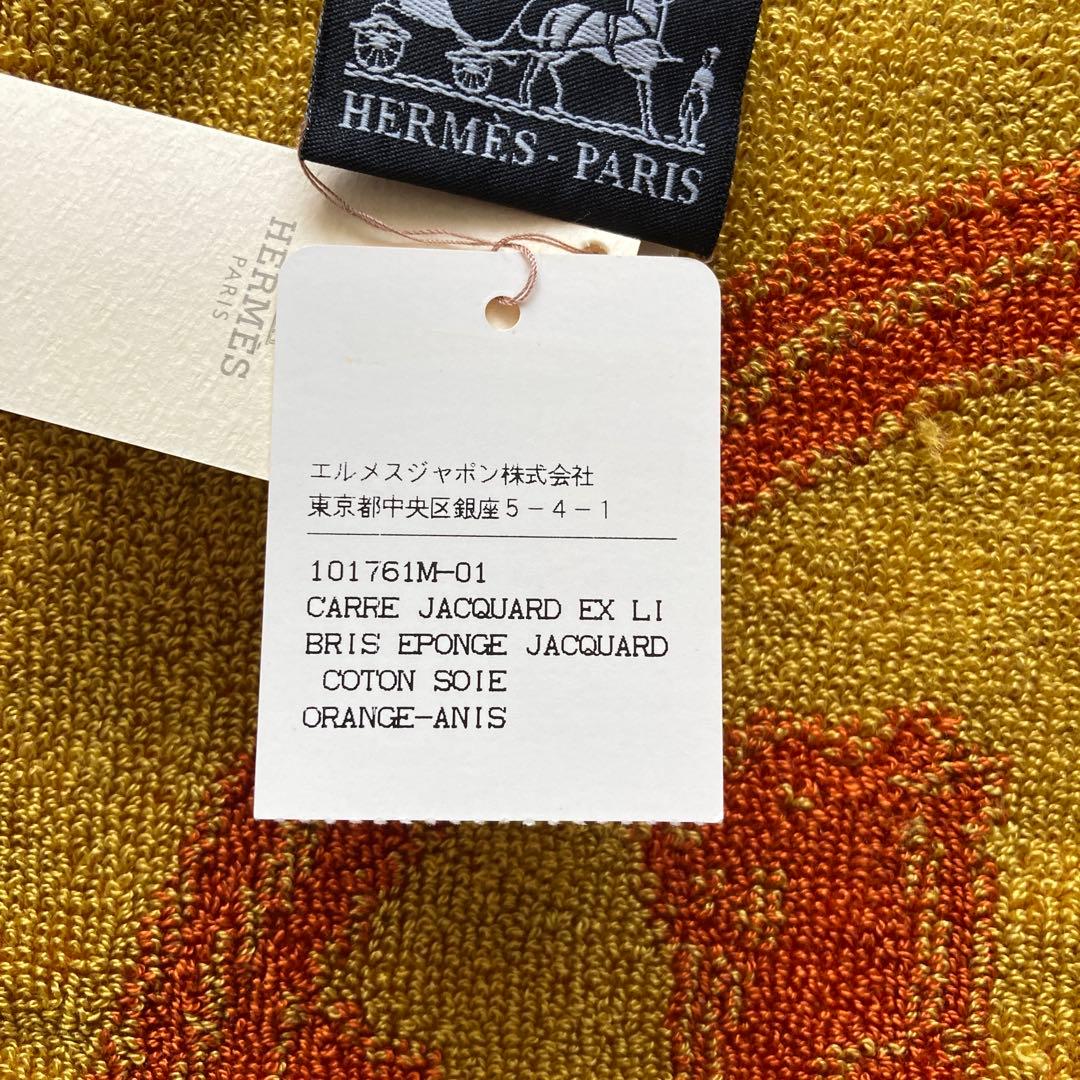 HERMÈS - PARIS
HERMÈS
PARIS
エルメスジャポン株式会社
東京都中央区銀座5-4-1
101761M-01
CARRE JACQUARD EX LI
BRIS EPONGE JACQUARD
COTON SOIE
ORANGE-ANIS